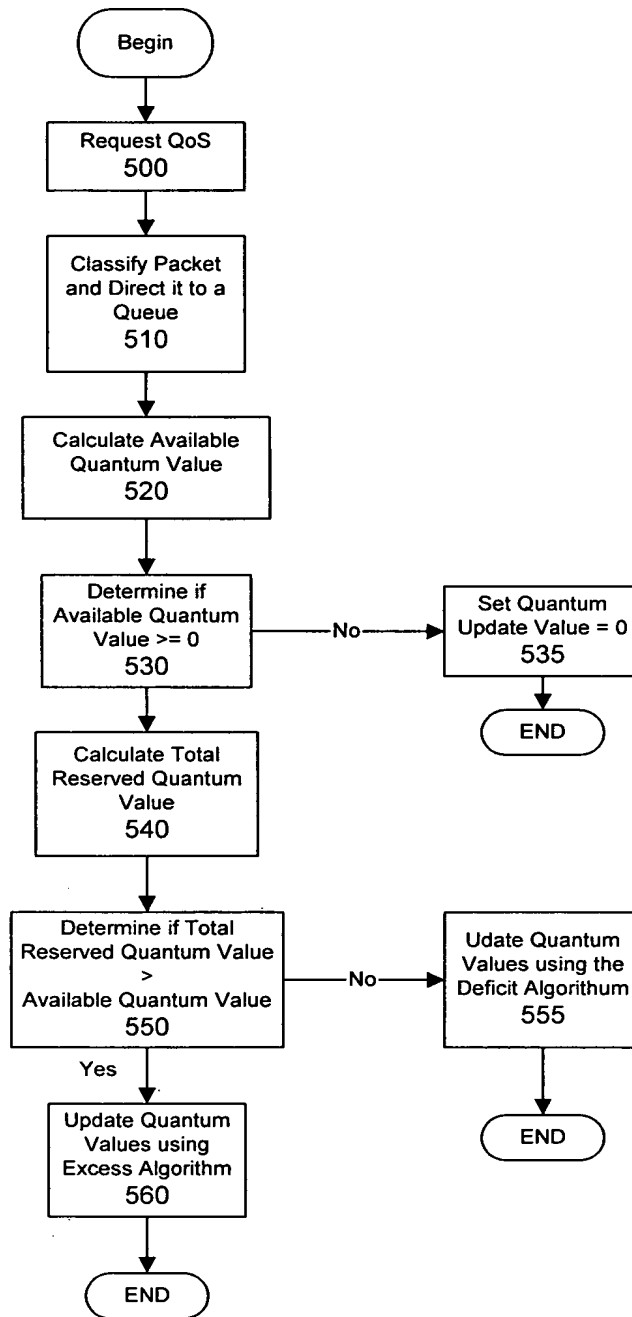 Begin
Request QoS
500
Classify Packet
and Direct it to a
Queue
510
Calculate Available
Quantum Value
520
Determine if
Available Quantum
Value >= 0
530
No
Set Quantum
Update Value = 0
535
END
Calculate Total
Reserved Quantum
Value
540
Determine if Total
Reserved Quantum Value
>
Available Quantum Value
550
No
Udate Quantum
Values using the
Deficit Algorithum
555
END
Yes
Update Quantum
Values using
Excess Algorithm
560
END